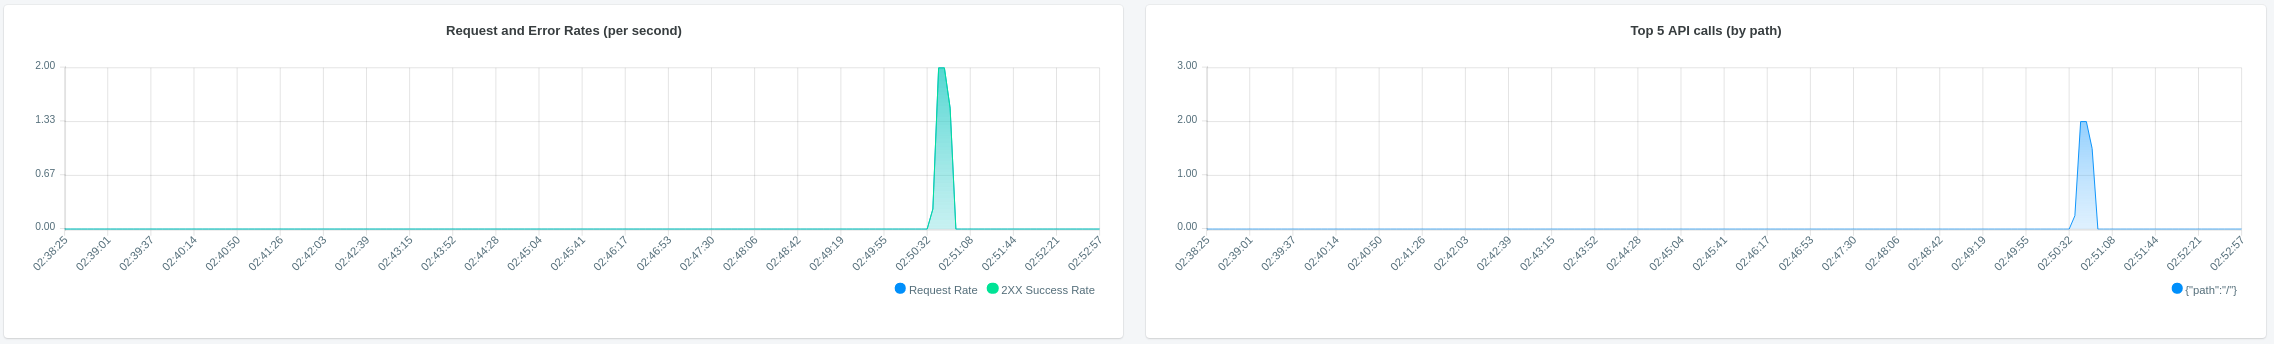 Request and Error Rates (per second)
2.00
1.33
0.67
0.00
02:38:25 02:39:01 02:39:37 02:40:14 02:40:50 02:41:26 02:42:03 02:42:39 02:43:15 02:43:52 02:44:28 02:45:04 02:45:41 02:46:17 02:46:53 02:47:30 02:48:06 02:48:42 02:49:19 02:49:55 02:50:32 02:51:08 02:51:44 02:52:21 02:52:57
Request Rate 2XX Success Rate
Top 5 API calls (by path)
3.00
2.00
1.00
0.00
02:38:25 02:39:01 02:39:37 02:40:14 02:40:50 02:41:26 02:42:03 02:42:39 02:43:15 02:43:52 02:44:28 02:45:04 02:45:41 02:46:17 02:46:53 02:47:30 02:48:06 02:48:42 02:49:19 02:49:55 02:50:32 02:51:08 02:51:44 02:52:21 02:52:57
{"path":"/"}